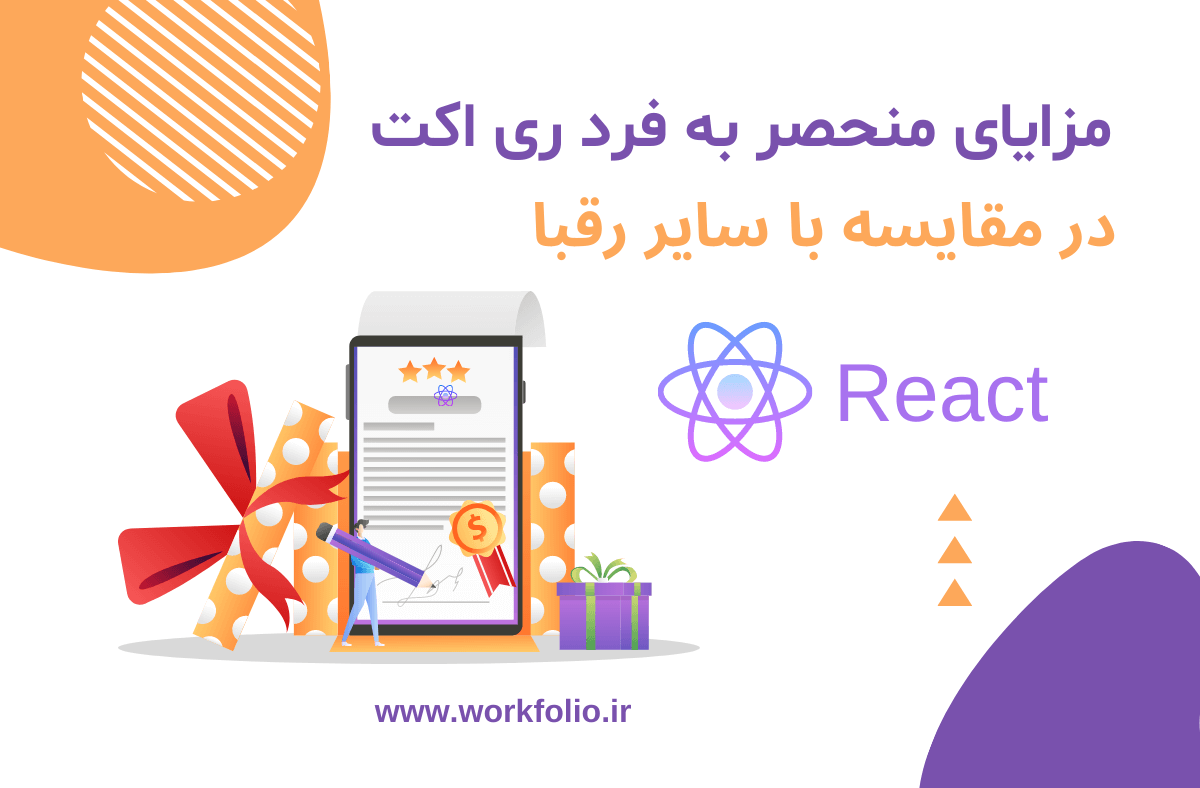 مزایای منحصر به فرد ری اکت
در مقایسه با سایر رقبا
React
$
www.workfolio.ir